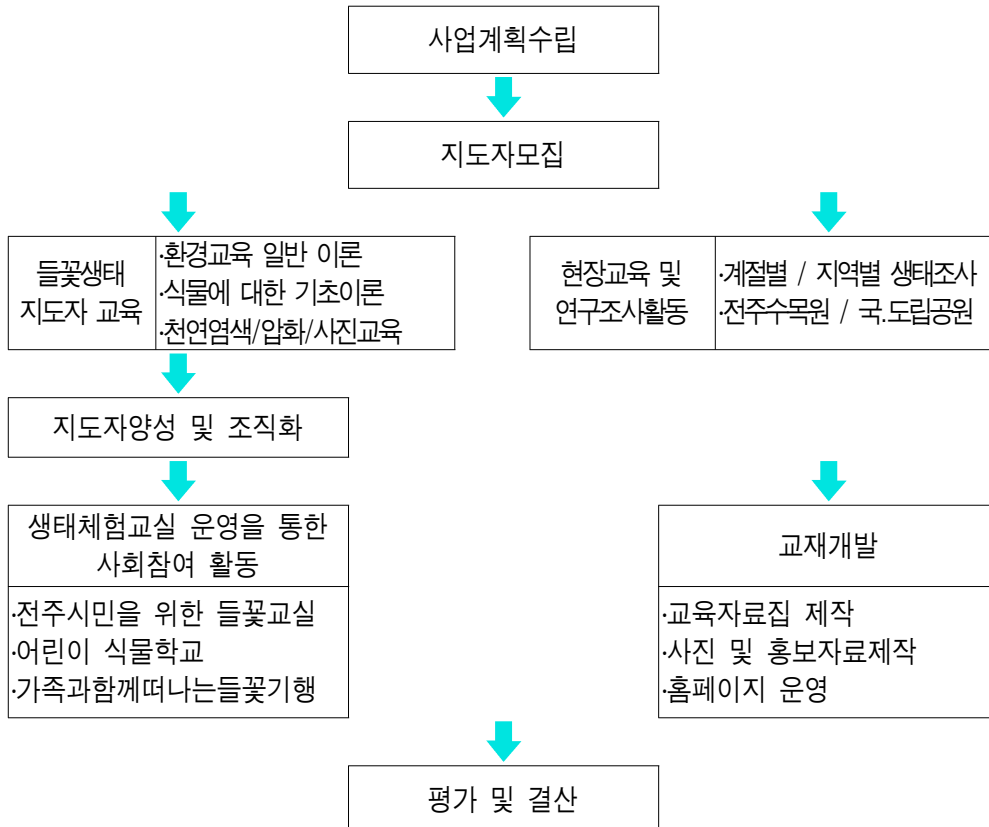 사업계획수립
지도자모집
들꽃생태
지도자 교육
·환경교육 일반 이론
·식물에 대한 기초이론
·천연염색/압화/사진교육
현장교육 및
연구조사활동
·계절별 / 지역별 생태조사
·전주수목원 / 국.도립공원
지도자양성 및 조직화
생태체험교실 운영을 통한
사회참여 활동
·전주시민을 위한 들꽃교실
·어린이 식물학교
·가족과함께떠나는들꽃기행
교재개발
·교육자료집 제작
·사진 및 홍보자료제작
·홈페이지 운영
평가 및 결산